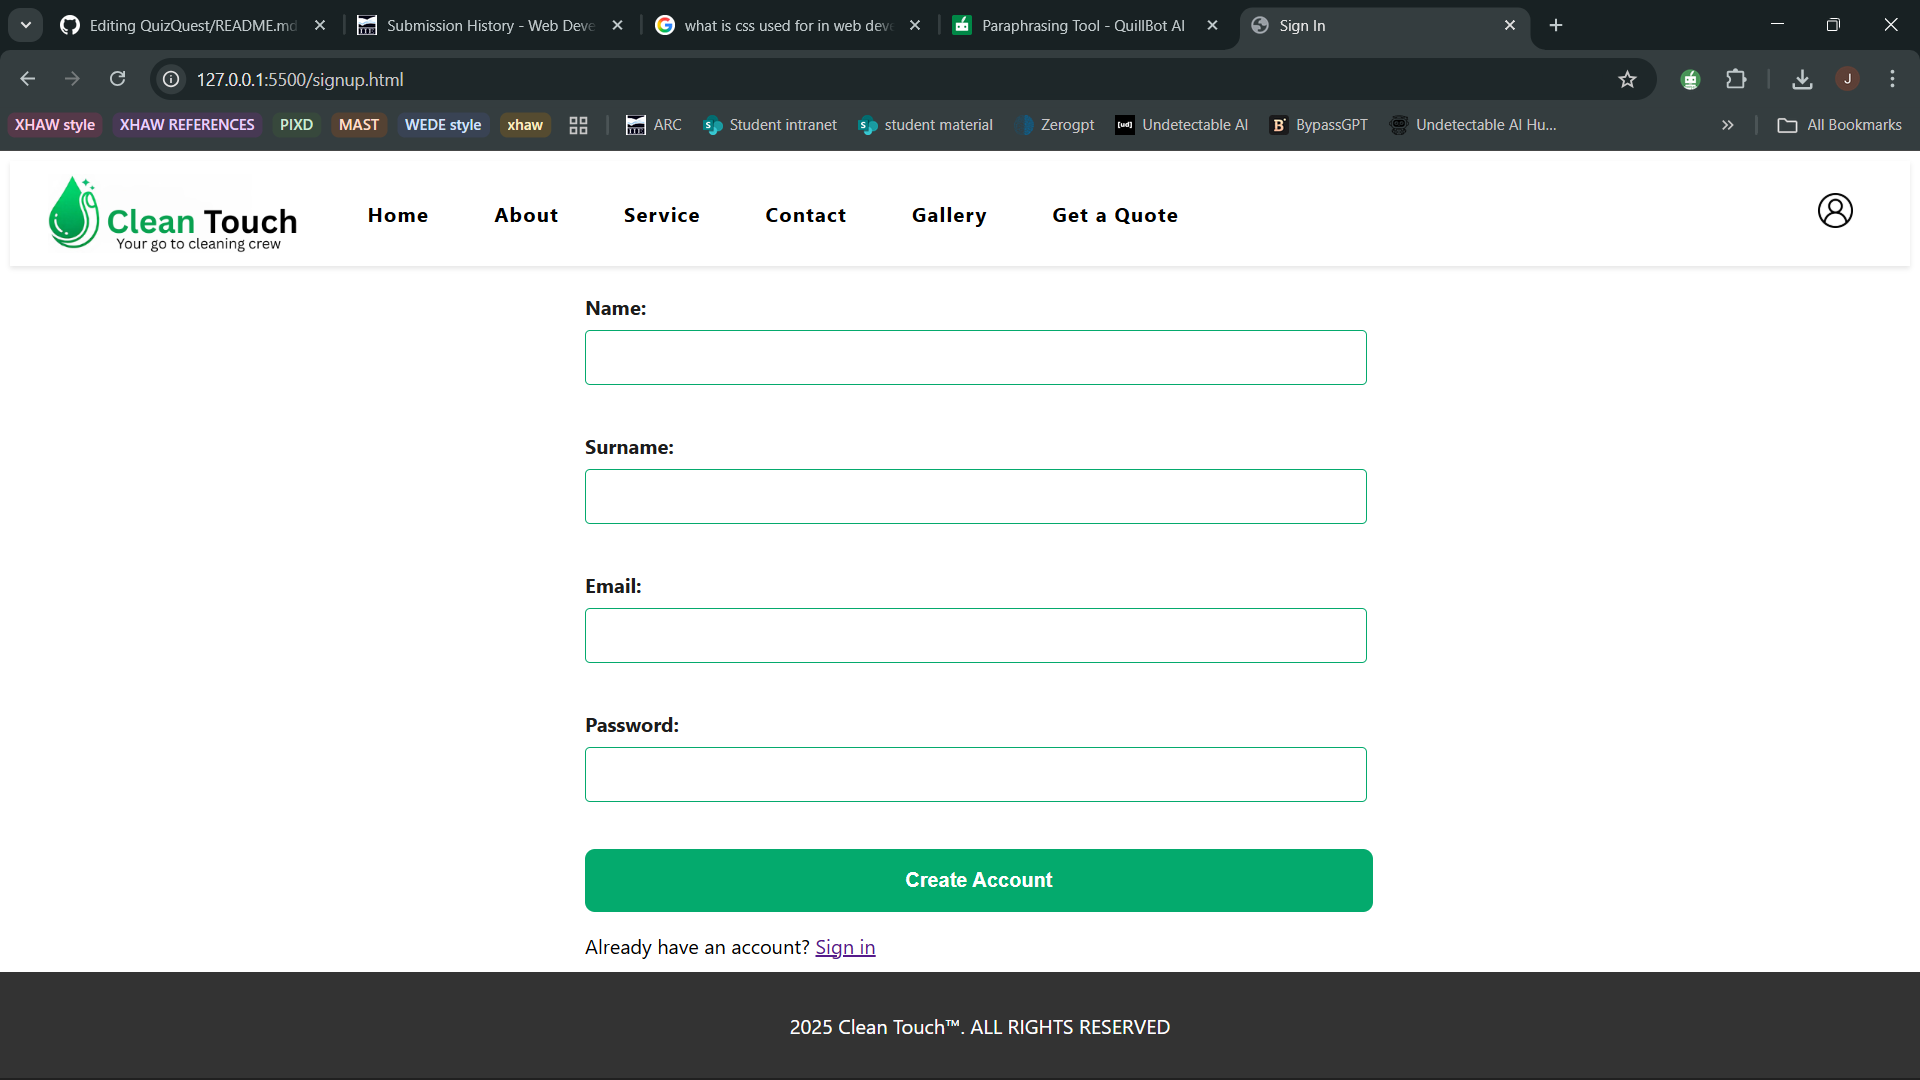 Editing QuizQuest/README.md
Submission History - Web Deve
what is css used for in web deve
Paraphrasing Tool - QuillBot AI
Sign In
127.0.0.1:5500/signup.html
J
XHAW style
XHAW REFERENCES
PIXD
MAST
WEDE style
xhaw
ARC
Student intranet
student material
Zerogpt
[ud]
Undetectable AI
B
BypassGPT
Undetectable AI Hu...
All Bookmarks
Clean Touch
Your go to cleaning crew
Home
About
Service
Contact
Gallery
Get a Quote
Name:
Surname:
Email:
Password:
Create Account
Already have an account? Sign in
2025 Clean Touch™. ALL RIGHTS RESERVED